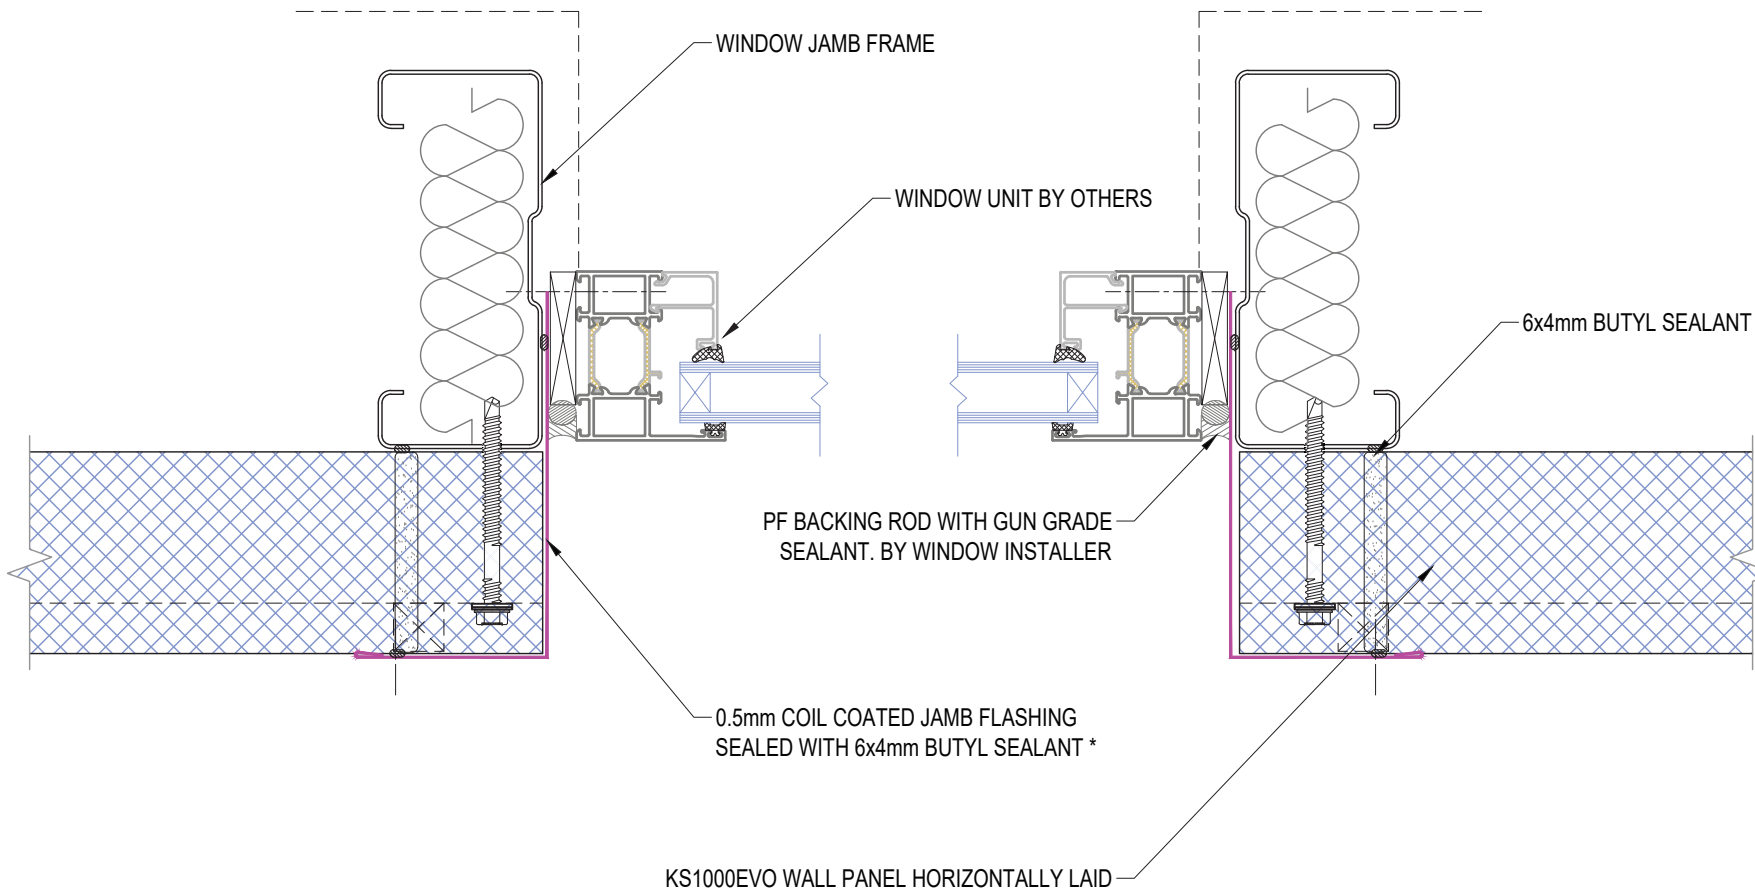 WINDOW JAMB FRAME
WINDOW UNIT BY OTHERS
6x4mm BUTYL SEALANT
PF BACKING ROD WITH GUN GRADE
SEALANT. BY WINDOW INSTALLER
0.5mm COIL COATED JAMB FLASHING
SEALED WITH 6x4mm BUTYL SEALANT *
KS1000EVO WALL PANEL HORIZONTALLY LAID